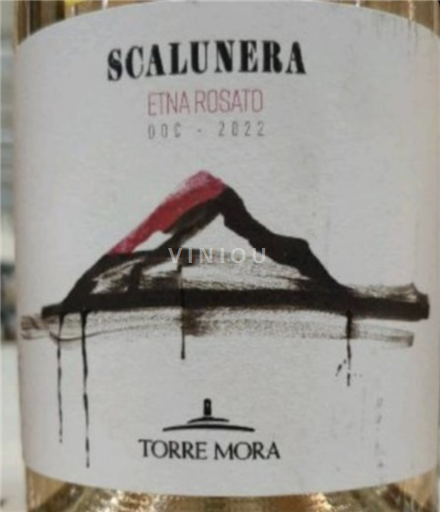 SCALUNERA
ETNA ROSATO
DOC - 2022
VINIOU
TORRE MORA